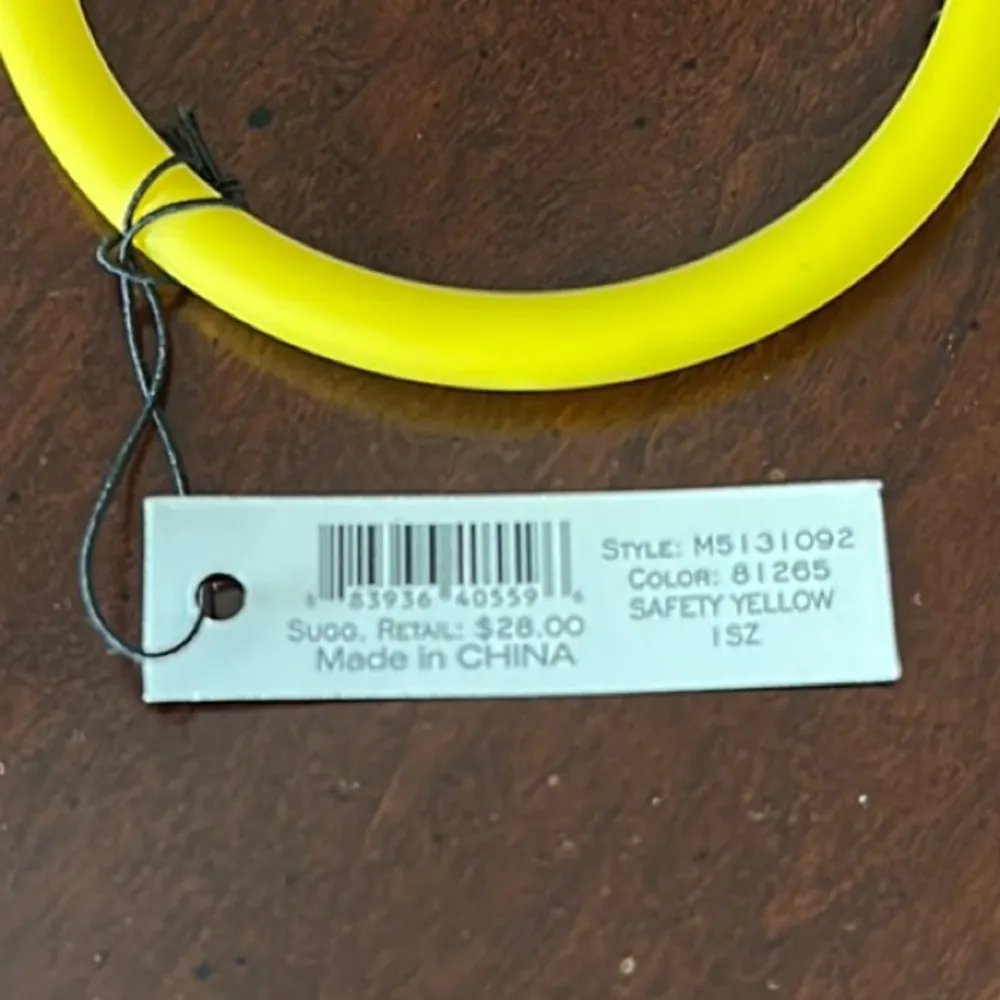 8 83936 40559 6
SUGG. RETAIL: $28.00
Made in CHINA
STYLE: M5131092
COLOR: 81265
SAFETY YELLOW
1SZ